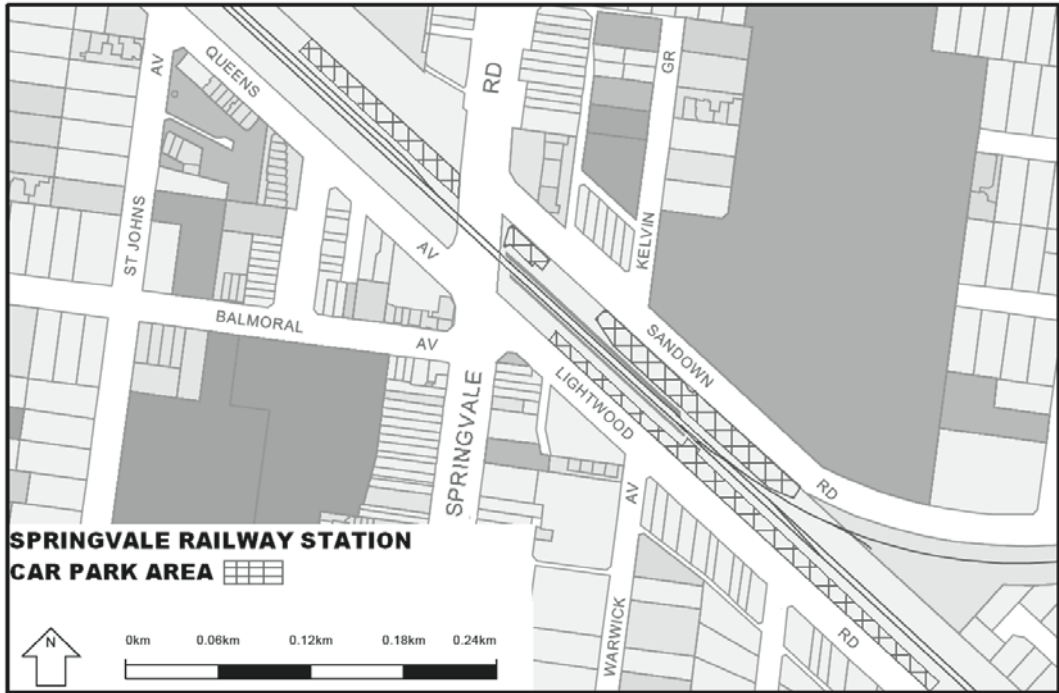 QUEENS
AV
RD
GR
ST JOHNS
AV
KELVIN
BALMORAL
AV
SANDOWN
LIGHTWOOD
SPRINGVALE
RD
AV
WARWICK
RD
SPRINGVALE RAILWAY STATION
CAR PARK AREA
N
0km 0.06km 0.12km 0.18km 0.24km